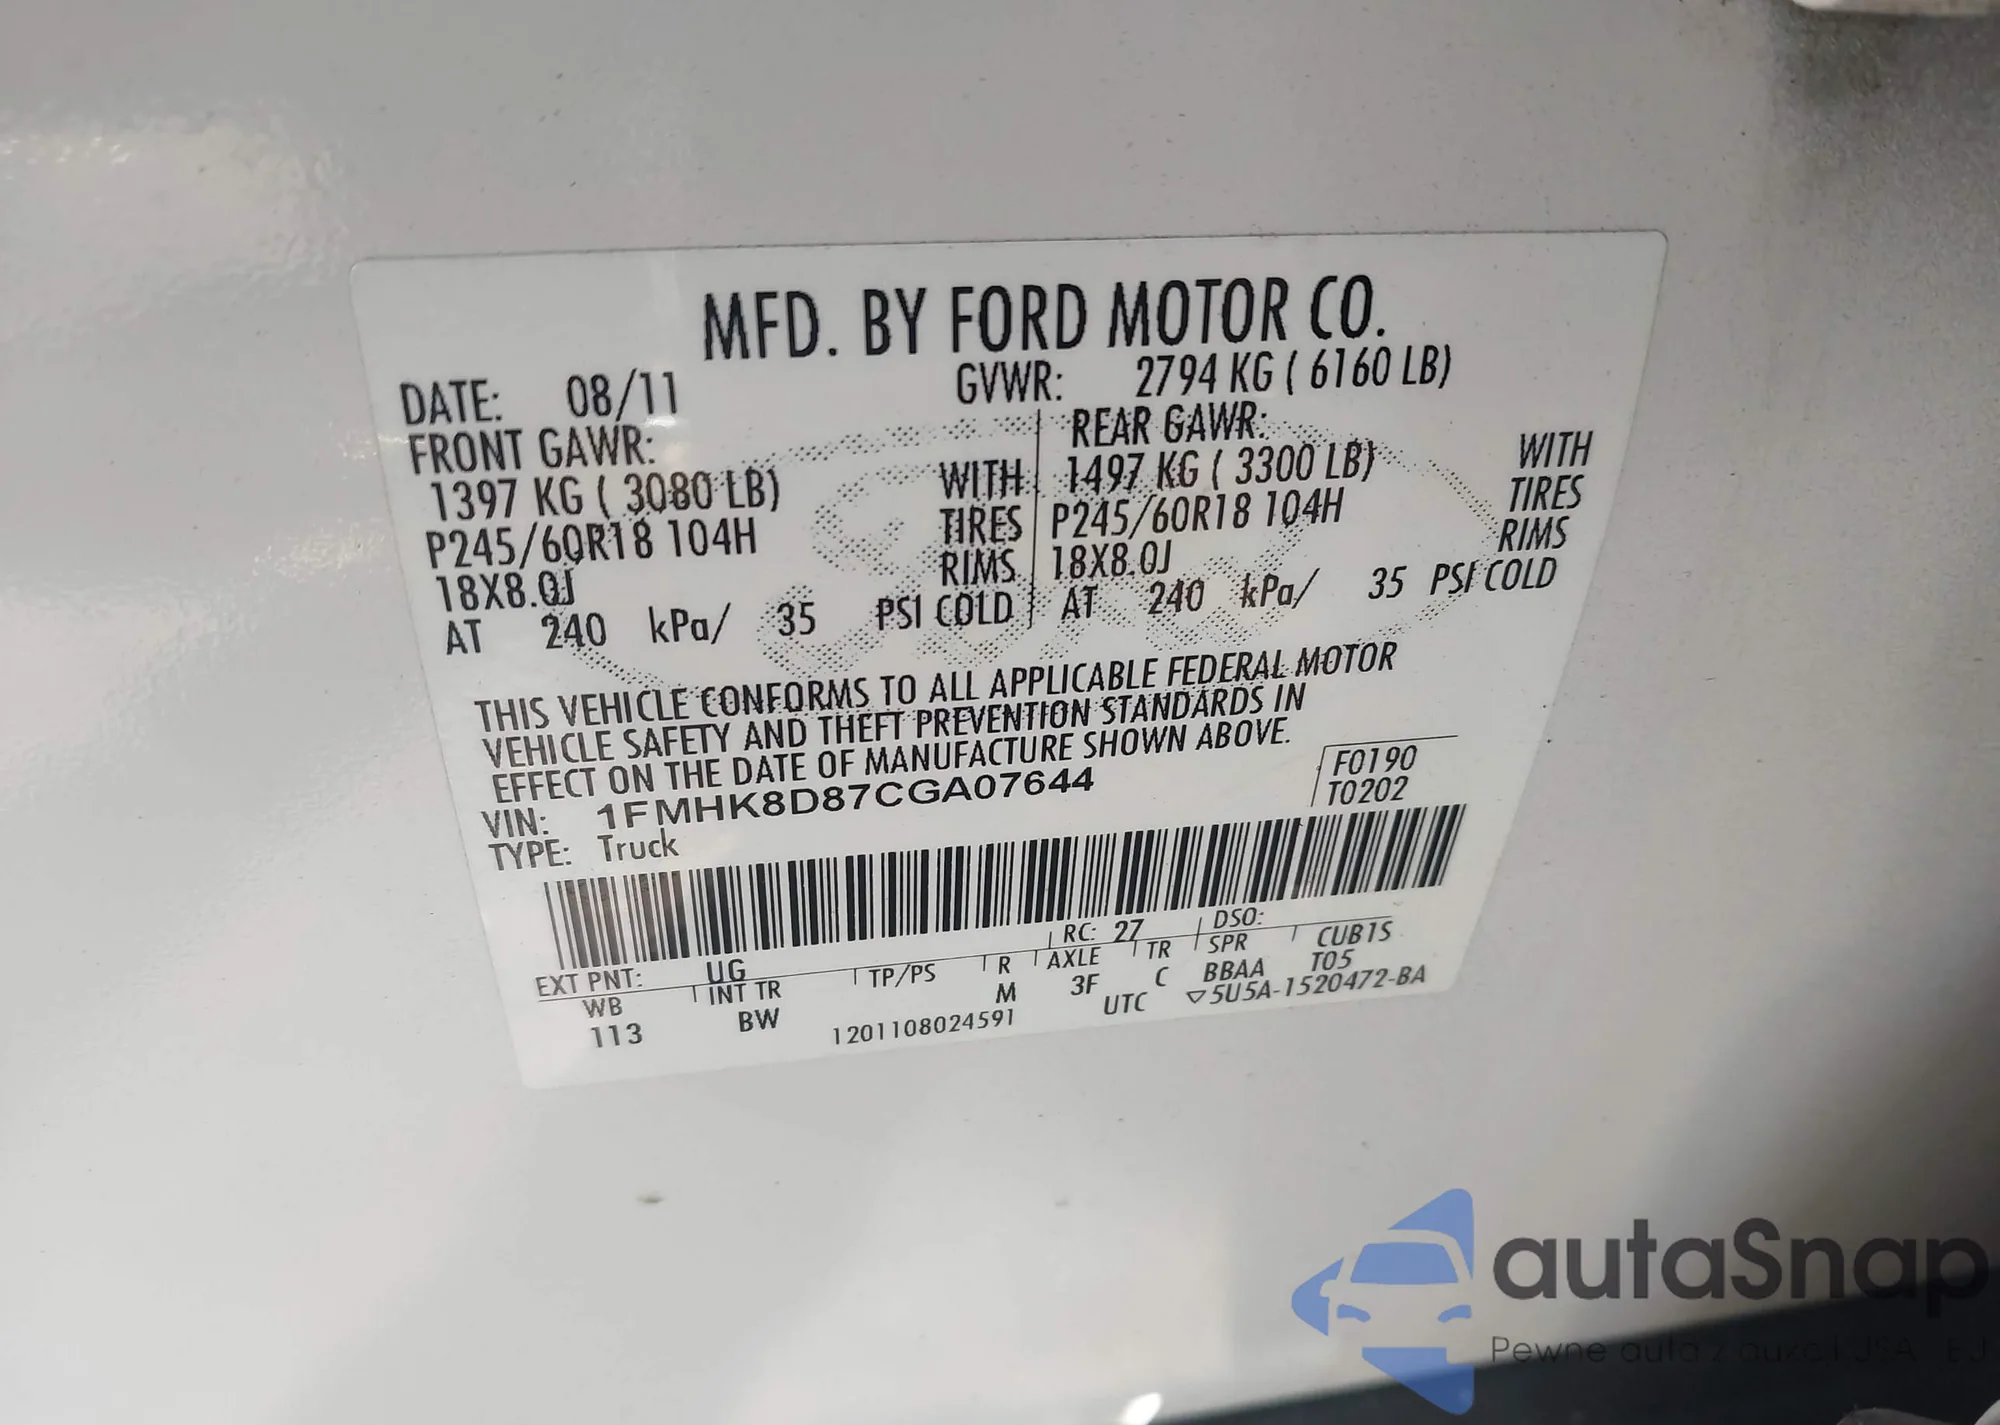 MFD. BY FORD MOTOR CO.
DATE: 08/11 GVWR: 2794 KG ( 6160 LB)
FRONT GAWR: REAR GAWR:
1397 KG ( 3080 LB) WITH 1497 KG ( 3300 LB) WITH
P245/60R18 104H TIRES P245/60R18 104H TIRES
18X8.0J RIMS 18X8.0J RIMS
AT 240 kPa/ 35 PSI COLD AT 240 kPa/ 35 PSI COLD
THIS VEHICLE CONFORMS TO ALL APPLICABLE FEDERAL MOTOR
VEHICLE SAFETY AND THEFT PREVENTION STANDARDS IN
EFFECT ON THE DATE OF MANUFACTURE SHOWN ABOVE.
VIN: 1FMHK8D87CGA07644 F0190
TYPE: Truck T0202
EXT PNT: UG RC: 27 DSO:
WB INT TR TP/PS R AXLE TR SPR CUB1S
113 BW M 3F C BBAA T05
1201108024591 UTC ▽5U5A-1520472-BA
autaSnap
Pewne auta z aukcji USA